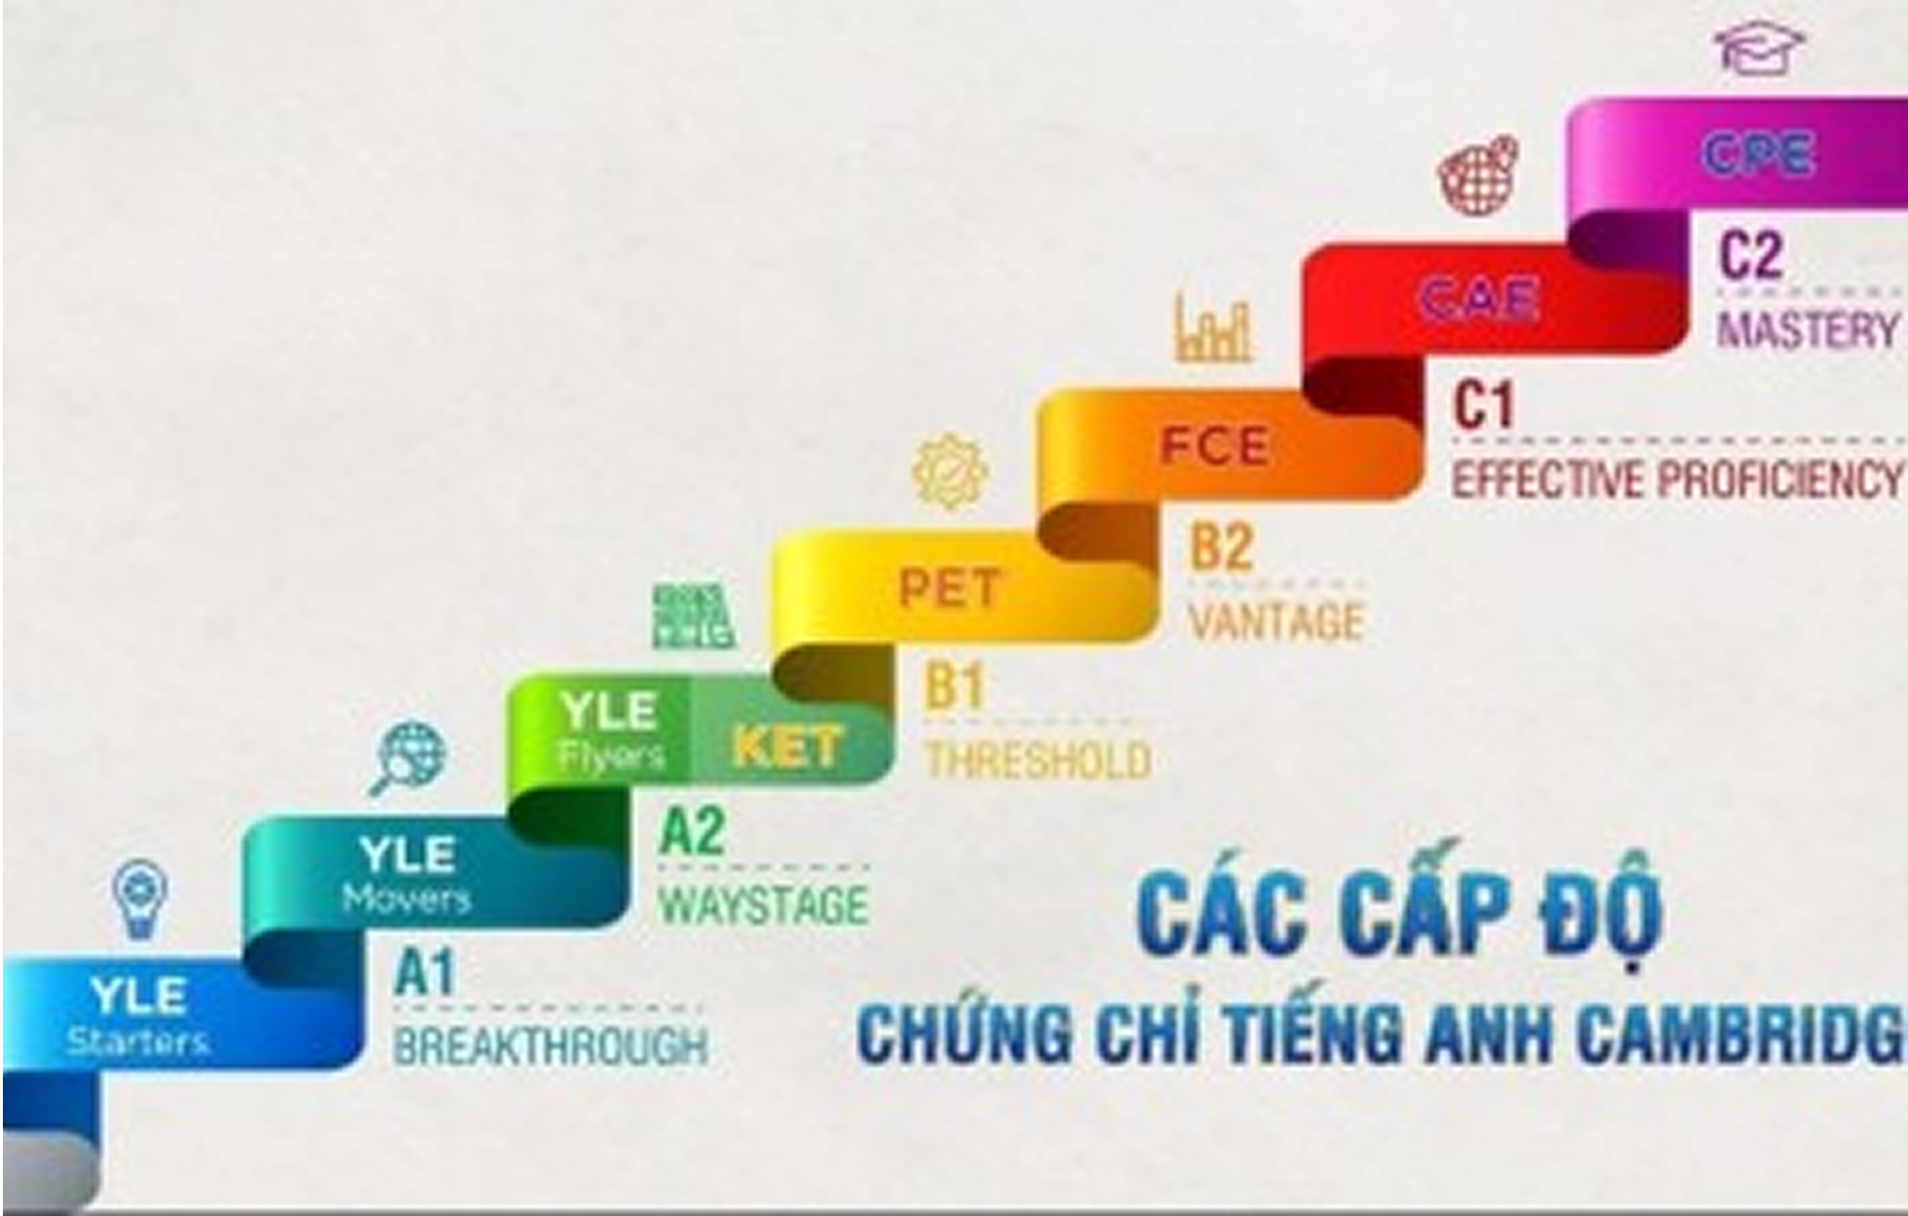 CPE
C2
MASTERY
CAE
C1
EFFECTIVE PROFICIENCY
FCE
B2
VANTAGE
PET
B1
THRESHOLD
YLE
Flyers
KET
A2
WAYSTAGE
YLE
Movers
A1
BREAKTHROUGH
YLE
Starters
CÁC CẤP ĐỘ
CHỨNG CHỈ TIẾNG ANH CAMBRIDG